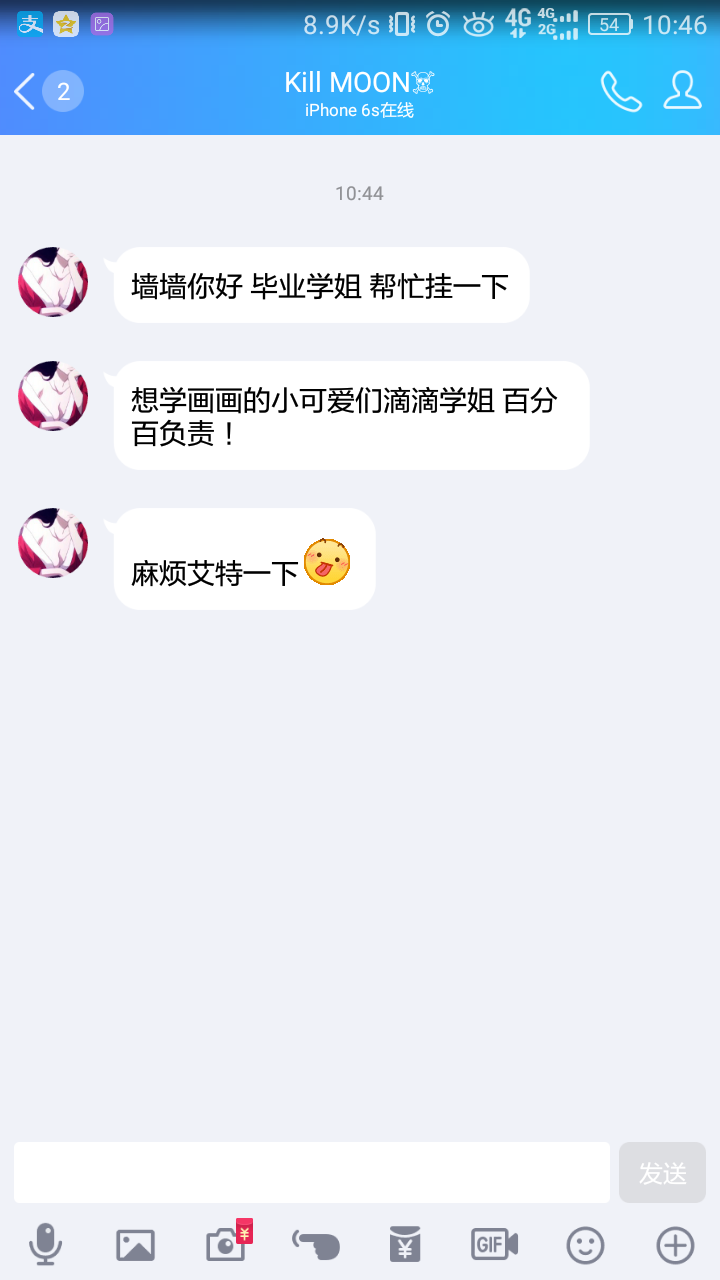 支
8.9K/s 4G 4G 2G 54 10:46
2
Kill MOON☠
iPhone 6s在线
10:44
墙墙你好 毕业学姐 帮忙挂一下
想学画画的小可爱们滴滴学姐 百分
百负责！
麻烦艾特一下
发送
¥
¥
GIF